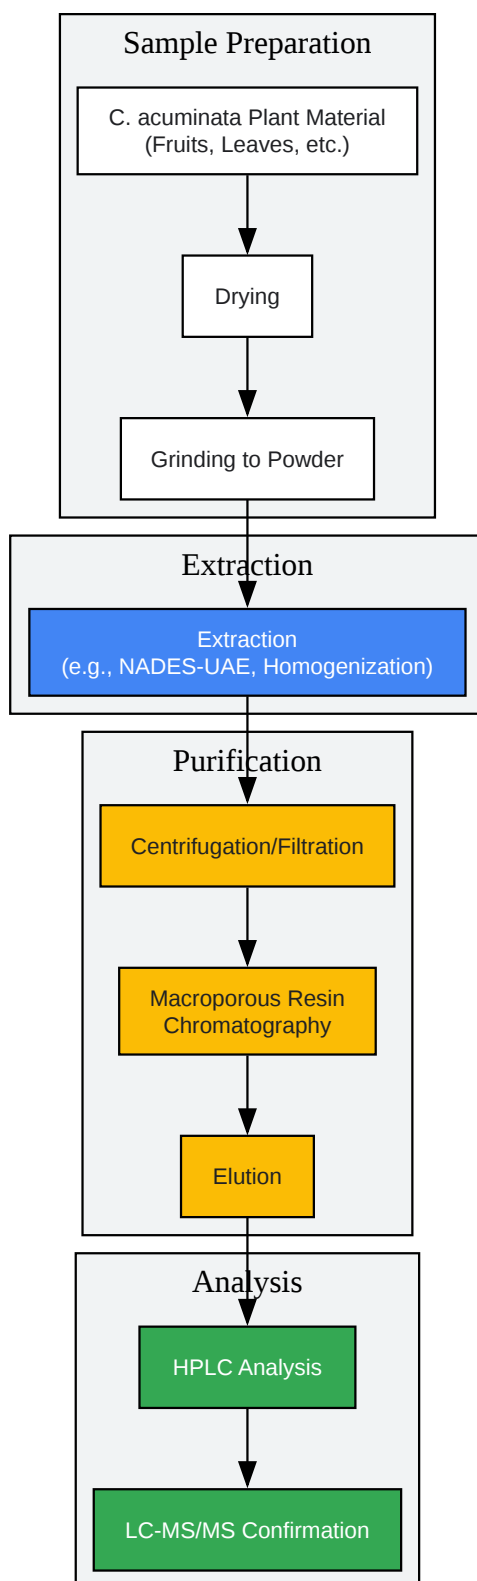 Sample Preparation
C. acuminata Plant Material
(Fruits, Leaves, etc.)
Drying
Grinding to Powder
Extraction
Extraction
(e.g., NADES-UAE, Homogenization)
Purification
Centrifugation/Filtration
Macroporous Resin
Chromatography
Elution
Analysis
HPLC Analysis
LC-MS/MS Confirmation